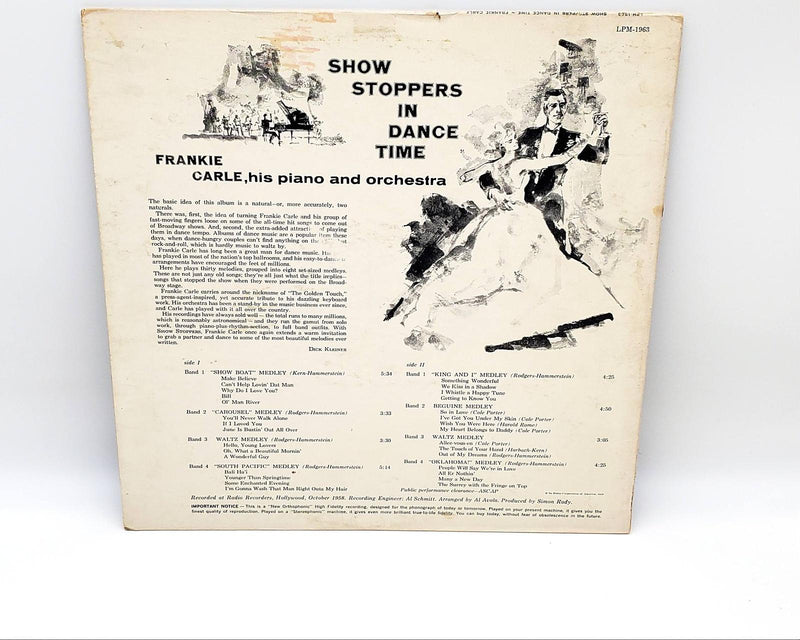 LPM-1963 SHOW STOPPERS IN DANCE TIME — FRANKIE CARLE LPM-1963
LPM-1963
SHOW
STOPPERS
IN
DANCE
TIME
FRANKIE
CARLE, his piano and orchestra
The basic idea of this album is a natural—or, more accurately, two
naturals.
There was, first, the idea of turning Frankie Carle and his group of
fast-moving fingers loose on some of the all-time hit songs to come out
of Broadway shows. And, second, the extra-added attracti of playing
them in dance tempo. Albums of dance music are a popular item these
days, when dance-hungry couples can't find anything on the
rock-and-roll, which is hardly music to waltz by.
Frankie Carle has long been a great man for dance music. He
has played in most of the nation's top ballrooms, and his easy-to-dance
arrangements have encouraged the feet of millions.
Here he plays thirty melodies, grouped into eight set-sized medleys.
These are not just any old songs; they're all just what the title implies—
songs that stopped the show when they were performed on the Broad-
way stage.
Frankie Carle carries around the nickname of "The Golden Touch,"
a press-agent-inspired, yet accurate tribute to his dazzling keyboard
work. His orchestra has been a stand-by in the music business ever since,
and Carle has played with it all over the country.
His recordings have always sold well — the total runs to many millions,
which is reasonably astronomical — and they run the gamut from solo
work, through piano-plus-rhythm-section, to full band outfits. With
SHOW STOPPERS, Frankie Carle once again extends a warm invitation
to grab a partner and dance to some of the most beautiful melodies ever
written.
DICK KLEINER
side I
Band 1 "SHOW BOAT" MEDLEY (Kern-Hammerstein) 5:34
Make Believe
Can't Help Lovin' Dat Man
Why Do I Love You?
Bill
Ol' Man River
Band 2 "CAROUSEL" MEDLEY (Rodgers-Hammerstein) 3:33
You'll Never Walk Alone
If I Loved You
June Is Bustin' Out All Over
Band 3 WALTZ MEDLEY (Rodgers-Hammerstein) 3:30
Hello, Young Lovers
Oh, What a Beautiful Mornin'
A Wonderful Guy
Band 4 "SOUTH PACIFIC" MEDLEY (Rodgers-Hammerstein) 5:14
Bali Ha'i
Younger Than Springtime
Some Enchanted Evening
I'm Gonna Wash That Man Right Outa My Hair
side II
Band 1 "KING AND I" MEDLEY (Rodgers-Hammerstein) 4:25
Something Wonderful
We Kiss in a Shadow
I Whistle a Happy Tune
Getting to Know You
Band 2 BEGUINE MEDLEY 4:50
So in Love (Cole Porter)
I've Got You Under My Skin (Cole Porter)
Wish You Were Here (Harold Rome)
My Heart Belongs to Daddy (Cole Porter)
Band 3 WALTZ MEDLEY 3:05
Allez-vous-en (Cole Porter)
The Touch of Your Hand (Harbach-Kern)
Out of My Dreams (Rodgers-Hammerstein)
Band 4 "OKLAHOMA" MEDLEY (Rodgers-Hammerstein) 4:25
People Will Say We're in Love
All Er Nothin'
Many a New Day
The Surrey with the Fringe on Top
Public performance clearance—ASCAP
Recorded at Radio Recorders, Hollywood, October 1958. Recording Engineer: Al Schmitt. Arranged by Al Avola. Produced by Simon Rady.
IMPORTANT NOTICE — This is a "New Orthophonic" High Fidelity recording, designed for the phonograph of today or tomorrow. Played on your present machine, it gives you the
finest quality of reproduction. Played on a "Stereophonic" machine, it gives even more brilliant true-to-life fidelity. You can buy today, without fear of obsolescence in the future.